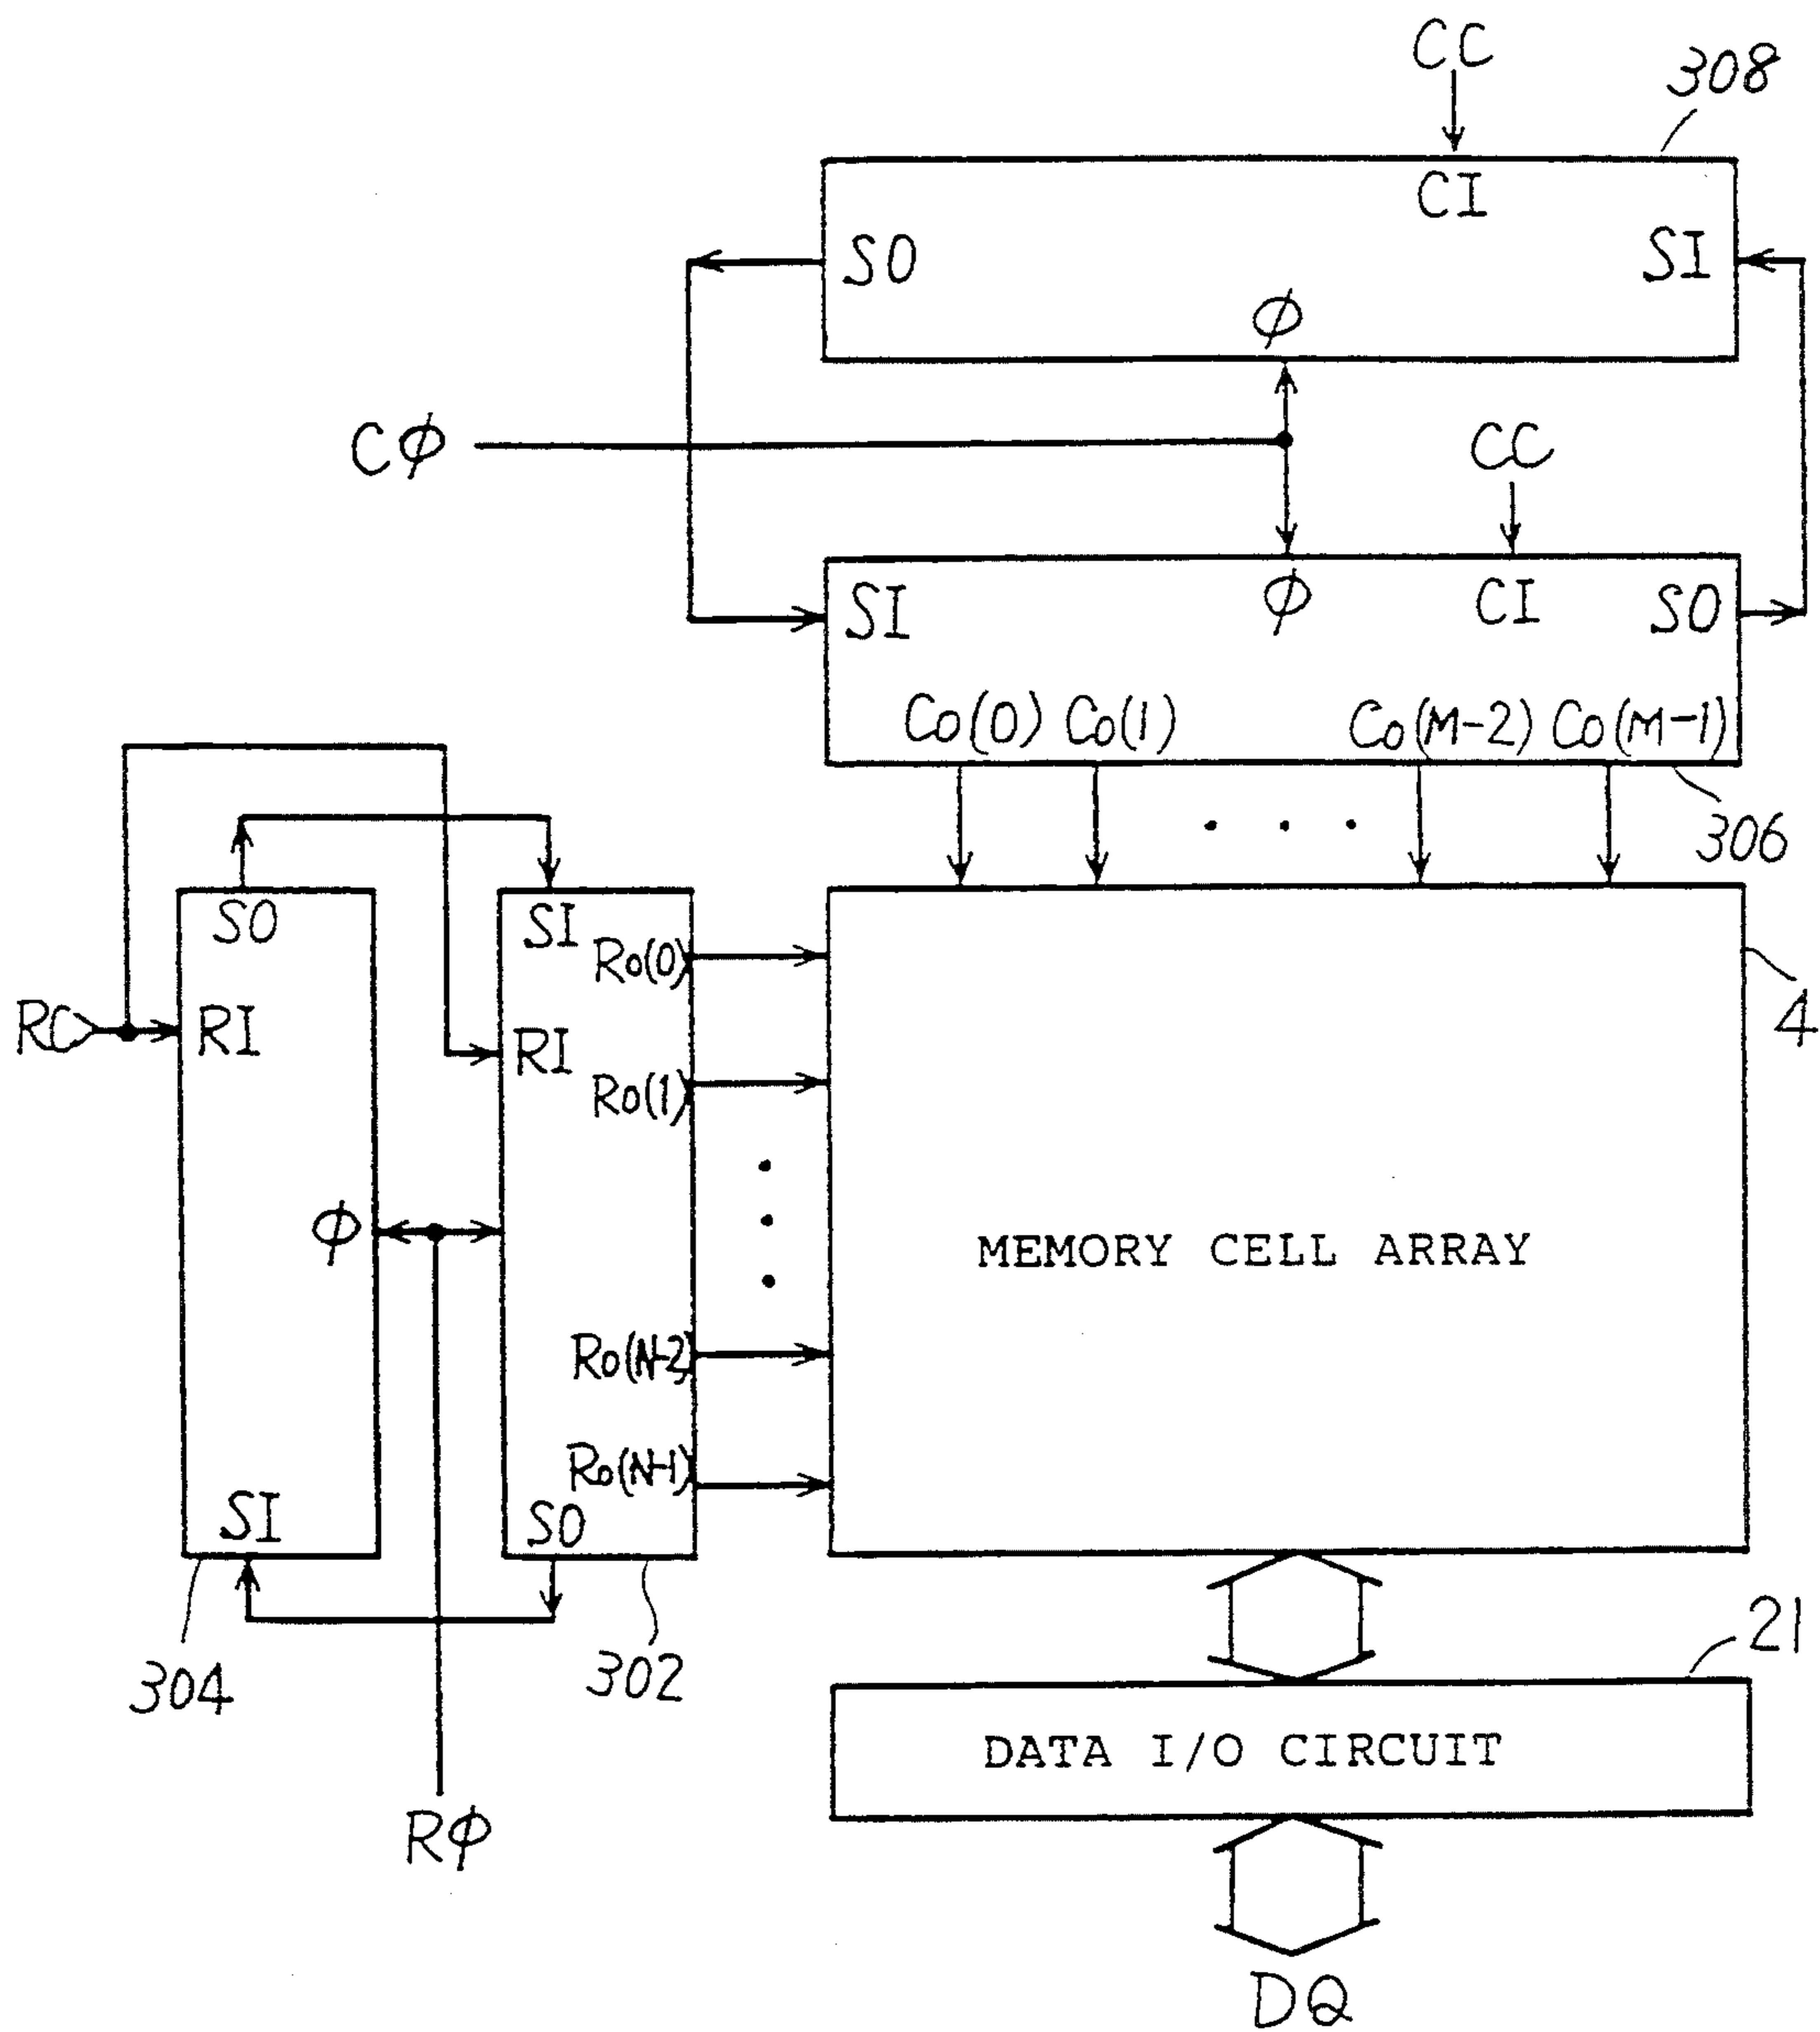 CC
308
CI
SO
SI
φ
Cφ
CC
SI
φ
CI
SO
Co(0)
Co(1)
Co(M-2)
Co(M-1)
306
SO
SI
Ro(0)
4
RC
RI
RI
Ro(1)
φ
MEMORY CELL ARRAY
Ro(N-2)
Ro(N-1)
SI
SO
304
302
21
DATA I/O CIRCUIT
Rφ
DQ